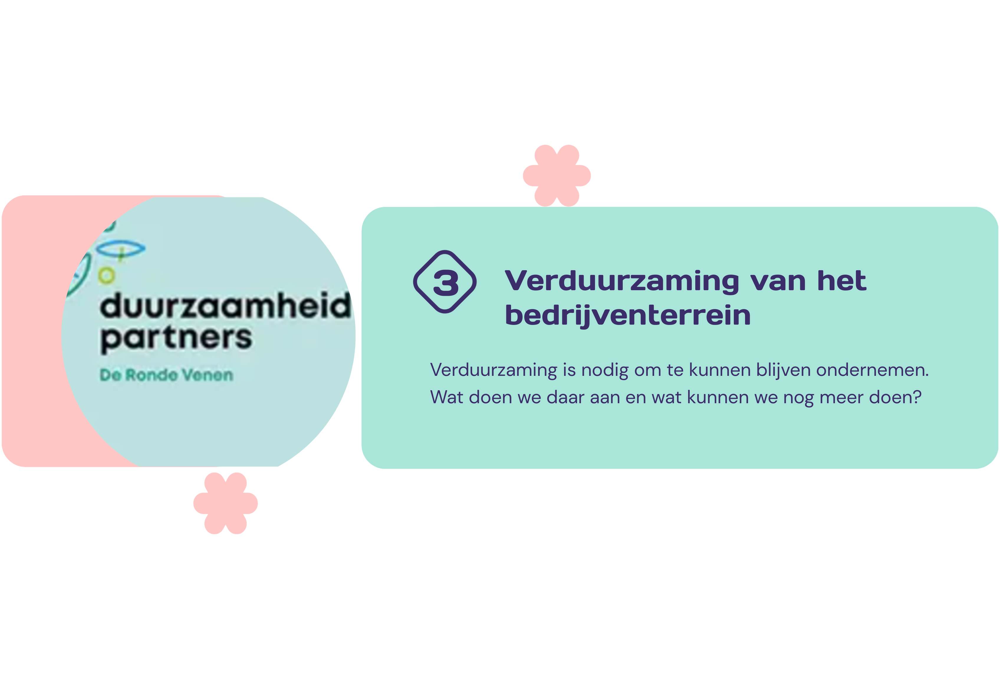 duurzaamheid
partners
De Ronde Venen
3
Verduurzaming van het
bedrijventerrein
Verduurzaming is nodig om te kunnen blijven ondernemen.
Wat doen we daar aan en wat kunnen we nog meer doen?